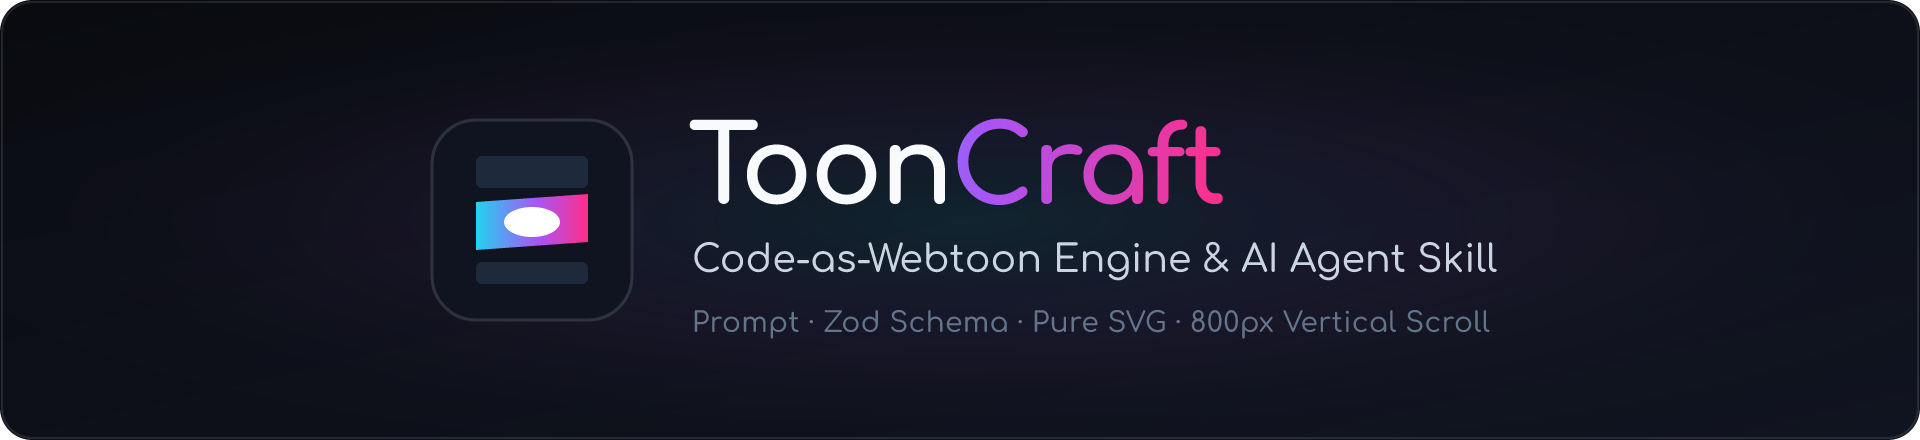 ToonCraft
Code-as-Webtoon Engine & AI Agent Skill
Prompt · Zod Schema · Pure SVG · 800px Vertical Scroll